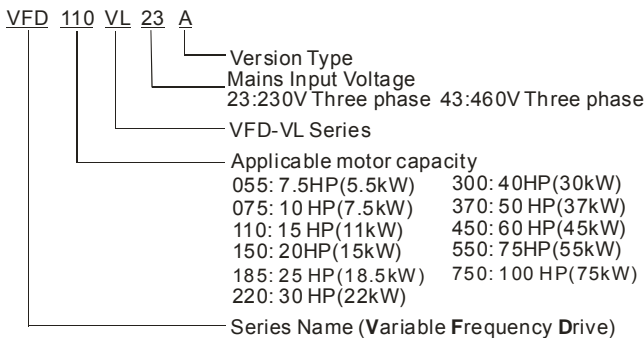 VFD 110 VL 23 A
Version Type
Mains Input Voltage
23:230V Three phase 43:460V Three phase
VFD-VL Series
Applicable motor capacity
055: 7.5HP(5.5kW) 300: 40HP(30kW)
075: 10 HP(7.5kW) 370: 50 HP(37kW)
110: 15 HP(11kW) 450: 60 HP(45kW)
150: 20HP(15kW) 550: 75HP(55kW)
185: 25 HP(18.5kW) 750: 100 HP(75kW)
220: 30 HP(22kW)
Series Name (Variable Frequency Drive)